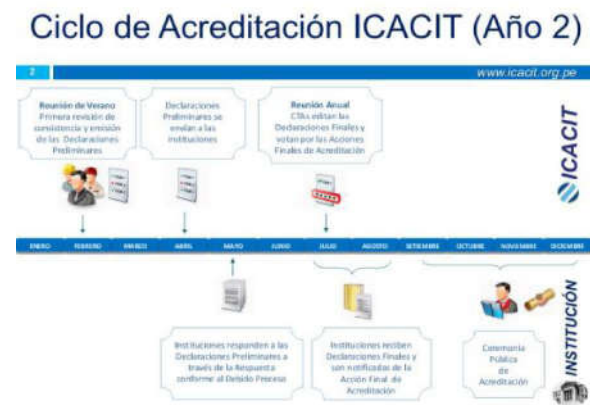 Ciclo de Acreditación ICACIT (Año 2)
2
www.icacit.org.pe
Reunión de Verano
Primera revisión de
consistencia y emisión
de las Declaraciones
Preliminares
Declaraciones
Preliminares se
envían a las
instituciones
Reunión Anual
CTAs editan las
Declaraciones Finales y
votan por las Acciones
Finales de Acreditación
ICACIT
ENERO FEBRERO MARZO ABRIL MAYO JUNIO JULIO AGOSTO SETIEMBRE OCTUBRE NOVIEMBRE DICIEMBRE
Instituciones responden a las
Declaraciones Preliminares a
través de la Respuesta
conforme al Debido Proceso
Instituciones reciben
Declaraciones Finales y
son notificadas de la
Acción Final de
Acreditación
Ceremonia
Pública
de
Acreditación
INSTITUCIÓN